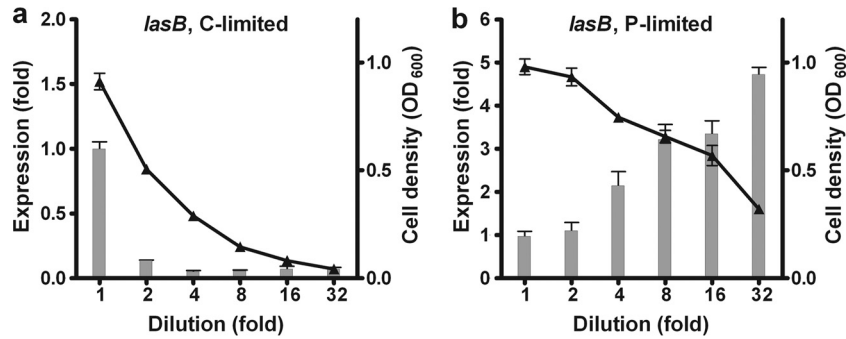 a
lasB, C-limited
2.0
1.5
1.0
0.5
0.0
Expression (fold)
1.0
0.5
0.0
Cell density (OD600)
1 2 4 8 16 32
Dilution (fold)
b
lasB, P-limited
6
5
4
3
2
1
0
Expression (fold)
1.0
0.5
0.0
Cell density (OD600)
1 2 4 8 16 32
Dilution (fold)